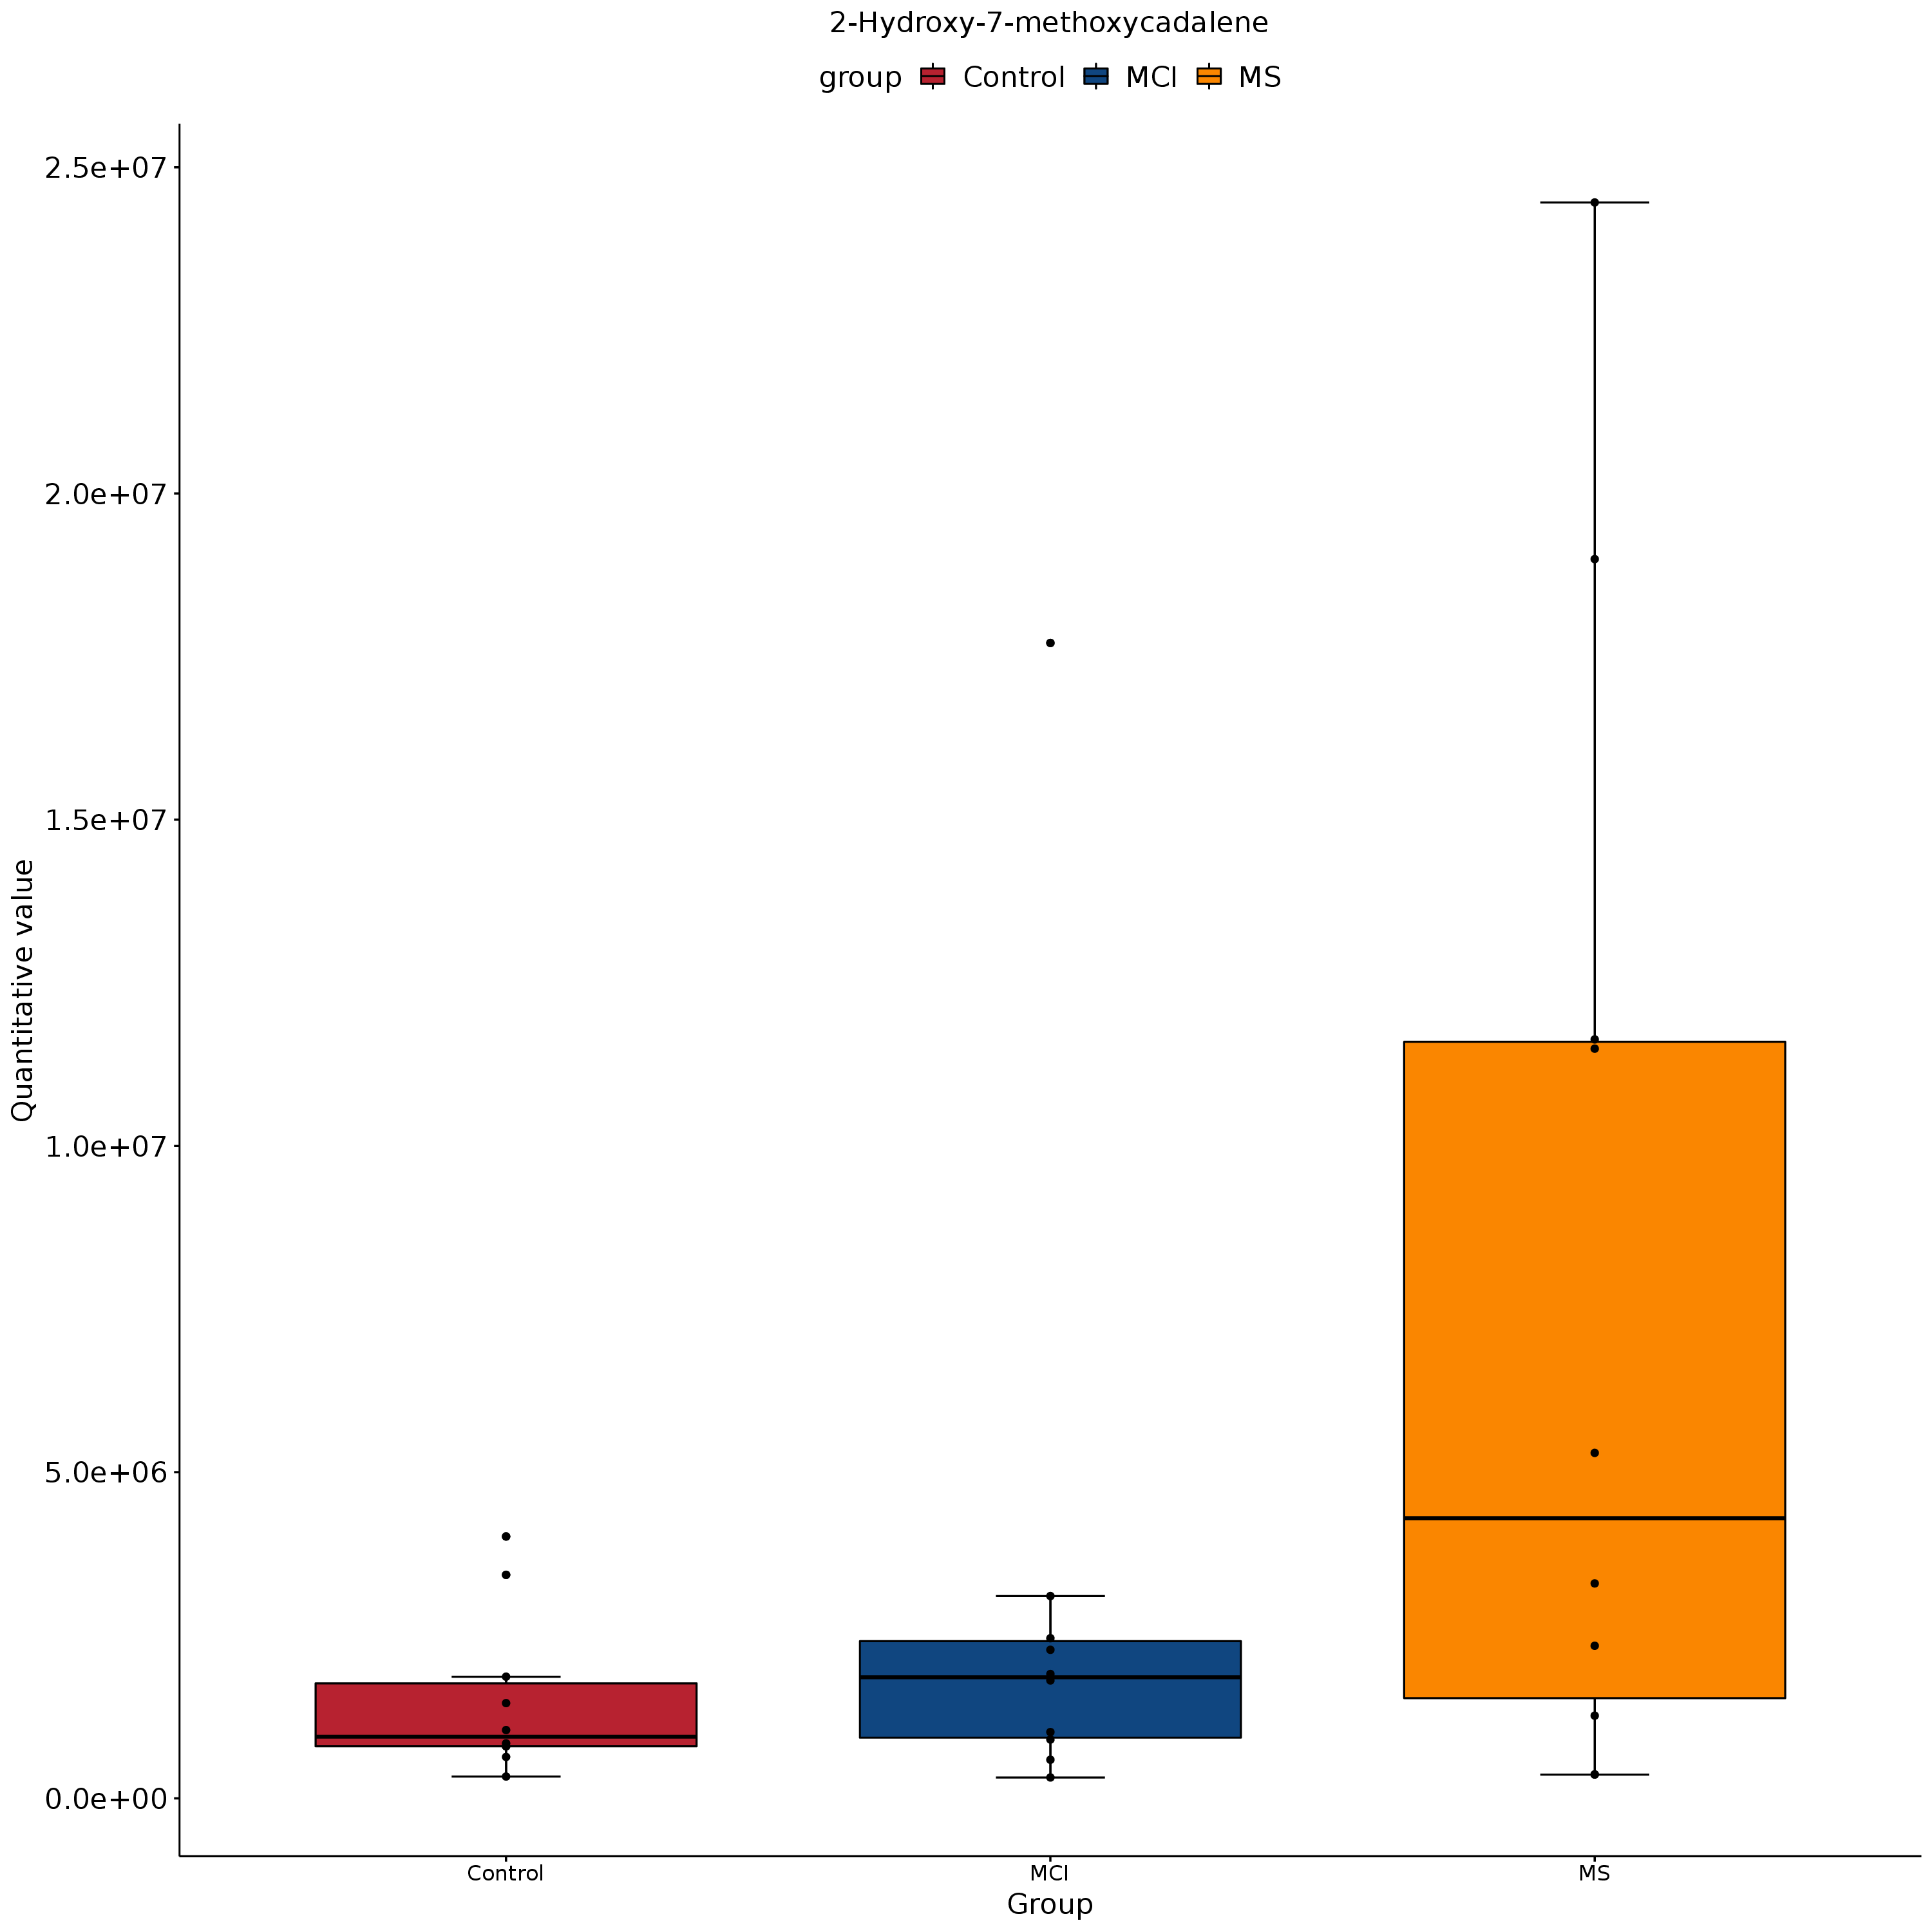 2-Hydroxy-7-methoxycadalene
group Control MCI MS
2.5e+07
2.0e+07
1.5e+07
1.0e+07
5.0e+06
0.0e+00
Quantitative value
Control MCI MS
Group